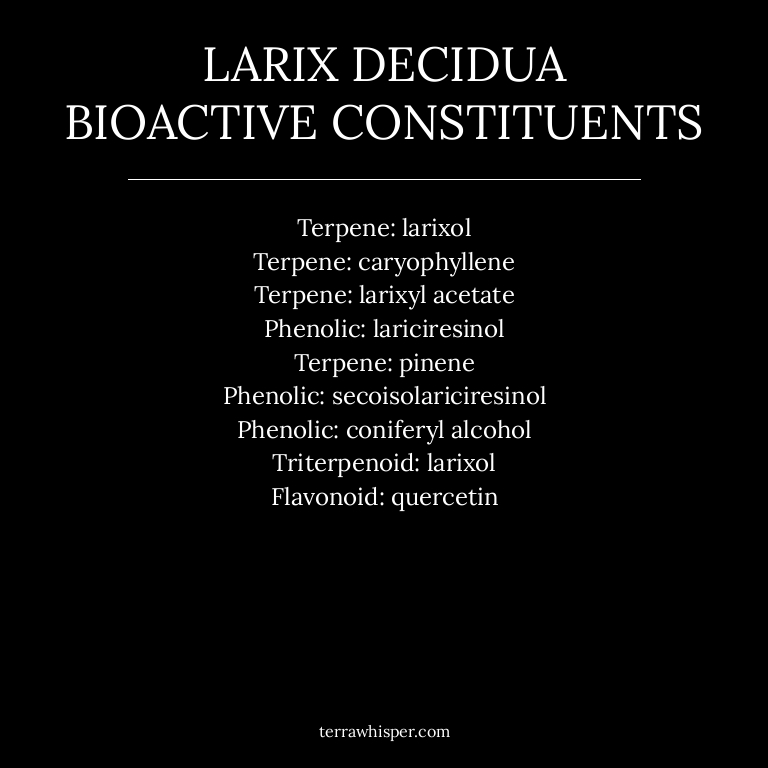 LARIX DECIDUA
BIOACTIVE CONSTITUENTS
Terpene: larixol
Terpene: caryophyllene
Terpene: larixyl acetate
Phenolic: lariciresinol
Terpene: pinene
Phenolic: secoisolariciresinol
Phenolic: coniferyl alcohol
Triterpenoid: larixol
Flavonoid: quercetin
terrawhisper.com